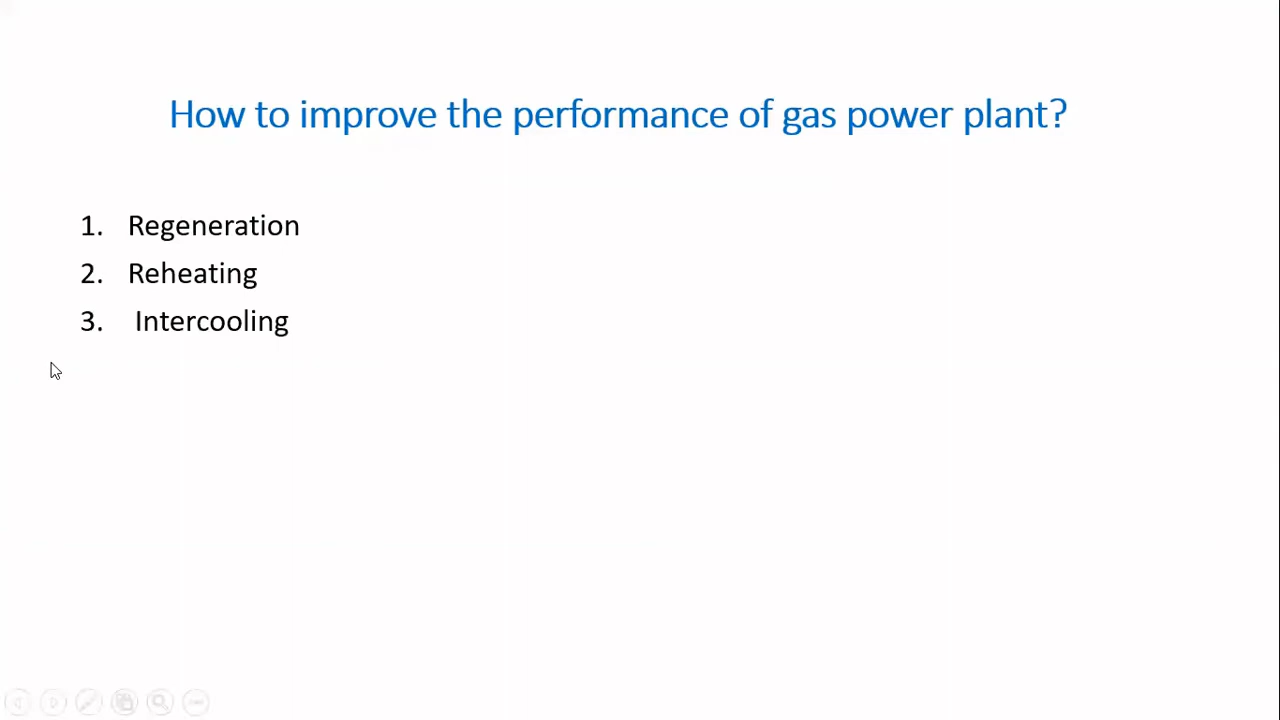 How to improve the performance of gas power plant?
1. Regeneration
2. Reheating
3. Intercooling